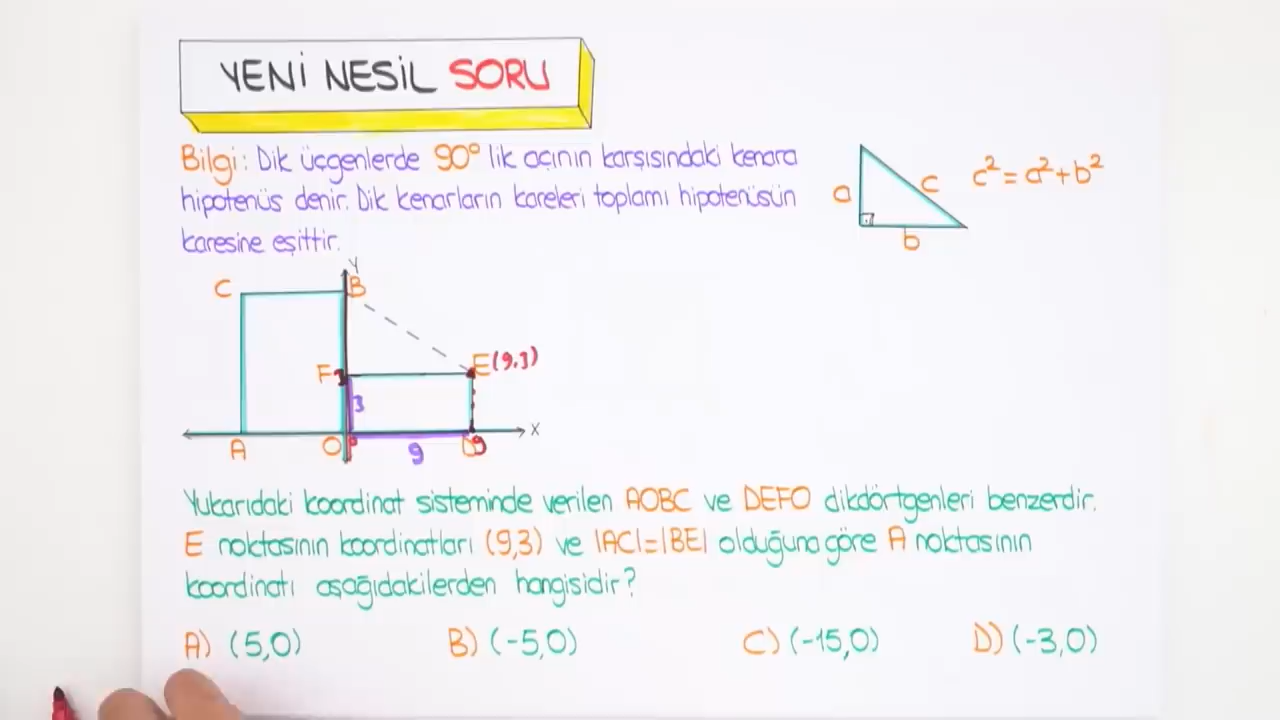 YENİ NESİL SORU
Bilgi: Dik üçgenlerde 90° lik açının karşısındaki kenara
hipotenüs denir. Dik kenarların kareleri toplamı hipotenüsün
karesine eşittir.
a
c
b
c² = a² + b²
y
C
B
F
3
E(9,3)
3
x
A
O
9
D
9
Yukarıdaki koordinat sisteminde verilen AOBC ve DEFO dikdörtgenleri benzerdir.
E noktasının koordinatları (9,3) ve |AC|=|BE| olduğuna göre A noktasının
koordinatı aşağıdakilerden hangisidir?
A) (5,0) B) (-5,0) C) (-15,0) D) (-3,0)